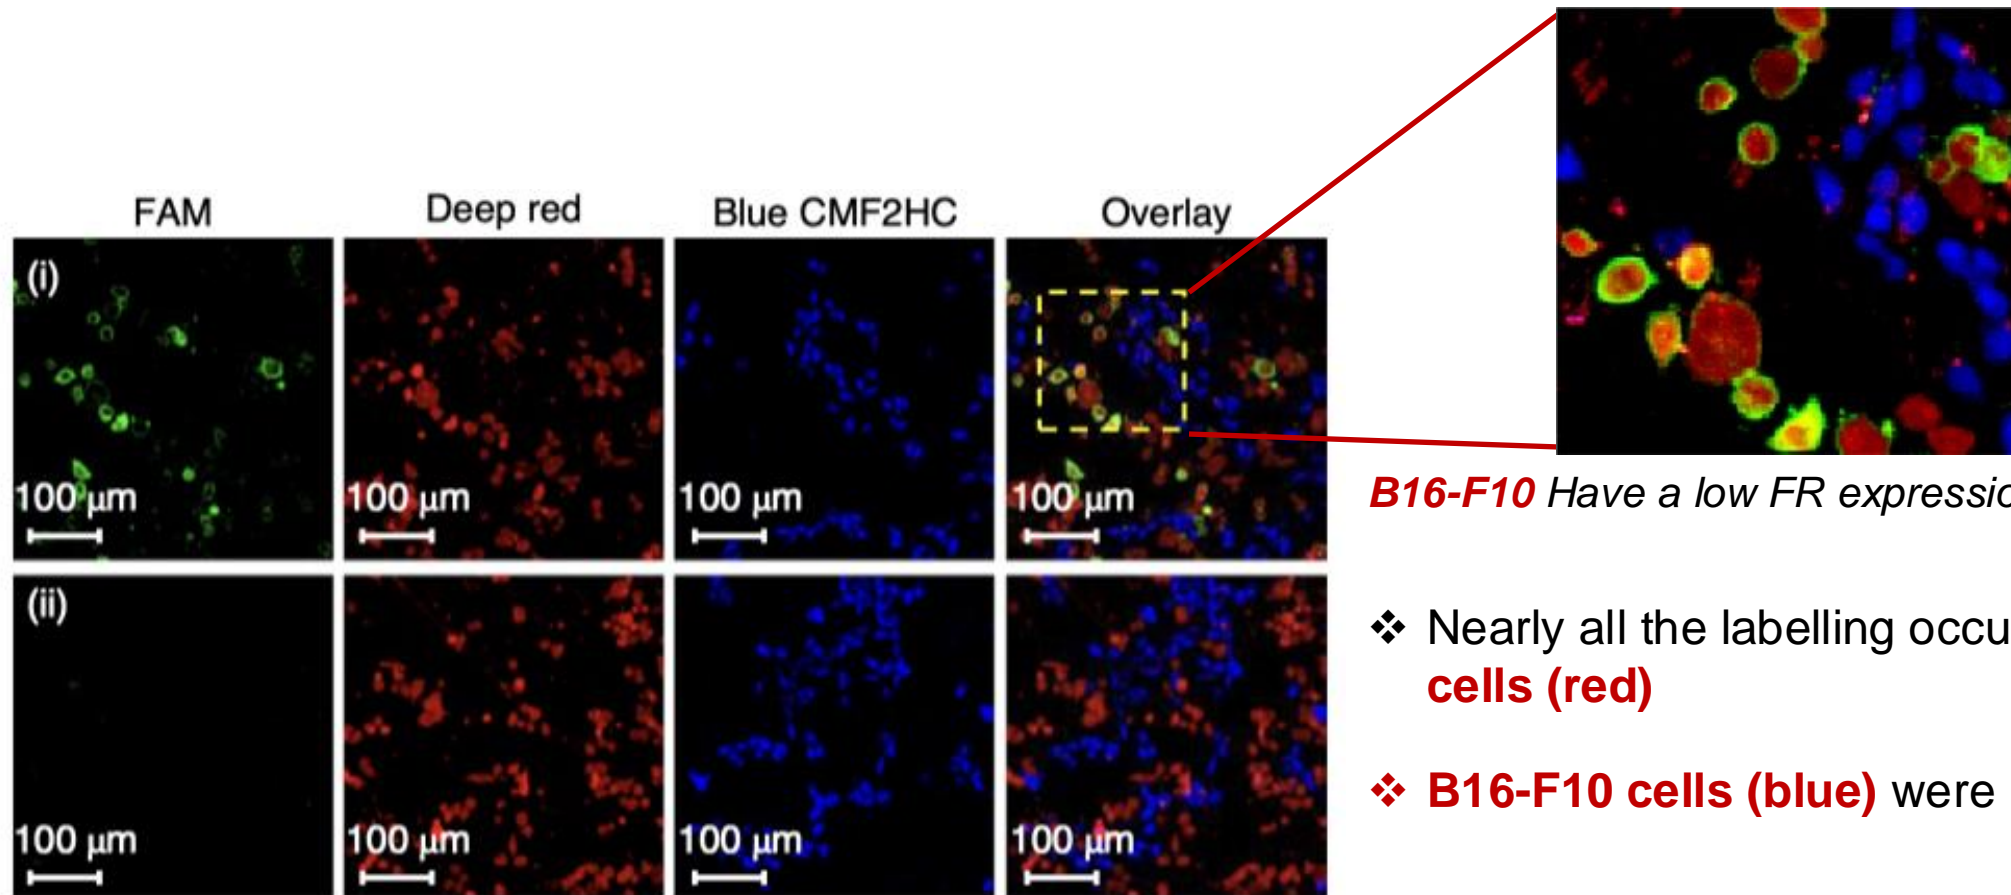 FAM Deep red Blue CMF2HC Overlay
(i)
100 μm 100 μm 100 μm 100 μm
(ii)
100 μm 100 μm 100 μm 100 μm
B16-F10 Have a low FR expressio
❖ Nearly all the labelling occu
cells (red)
❖ B16-F10 cells (blue) were